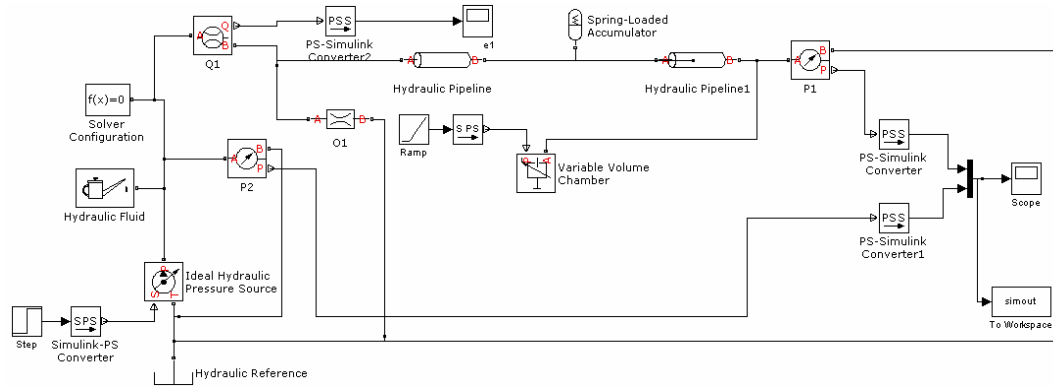 A
Q
B
Q1
PSS
PS-Simulink
Converter2
e1
Spring-Loaded
Accumulator
A
B
Hydraulic Pipeline
A
B
Hydraulic Pipeline1
A
B
P
P1
f(x)=0
Solver
Configuration
A
B
O1
A
B
P
P2
Ramp
S PS
S
A
Variable Volume
Chamber
PSS
PS-Simulink
Converter
Scope
Hydraulic Fluid
PSS
PS-Simulink
Converter1
S
P
T
Ideal Hydraulic
Pressure Source
Step
SPS
Simulink-PS
Converter
simout
To Workspace
Hydraulic Reference